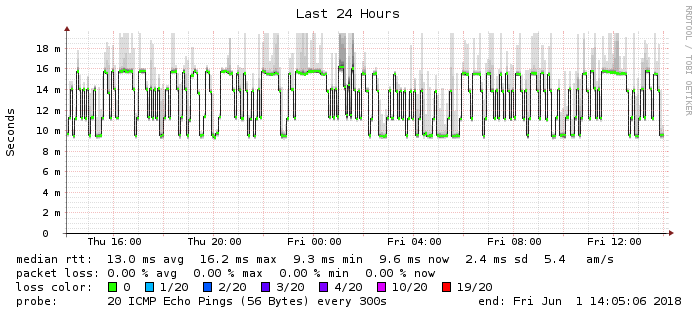 Last 24 Hours
RRDTOOL / TOBI OETIKER
Seconds
18 m
16 m
14 m
12 m
10 m
8 m
6 m
4 m
2 m
0
Thu 16:00 Thu 20:00 Fri 00:00 Fri 04:00 Fri 08:00 Fri 12:00
median rtt: 13.0 ms avg 16.2 ms max 9.3 ms min 9.6 ms now 2.4 ms sd 5.4 am/s
packet loss: 0.00 % avg 0.00 % max 0.00 % min 0.00 % now
loss color: 0 1/20 2/20 3/20 4/20 10/20 19/20
probe: 20 ICMP Echo Pings (56 Bytes) every 300s end: Fri Jun 1 14:05:06 2018